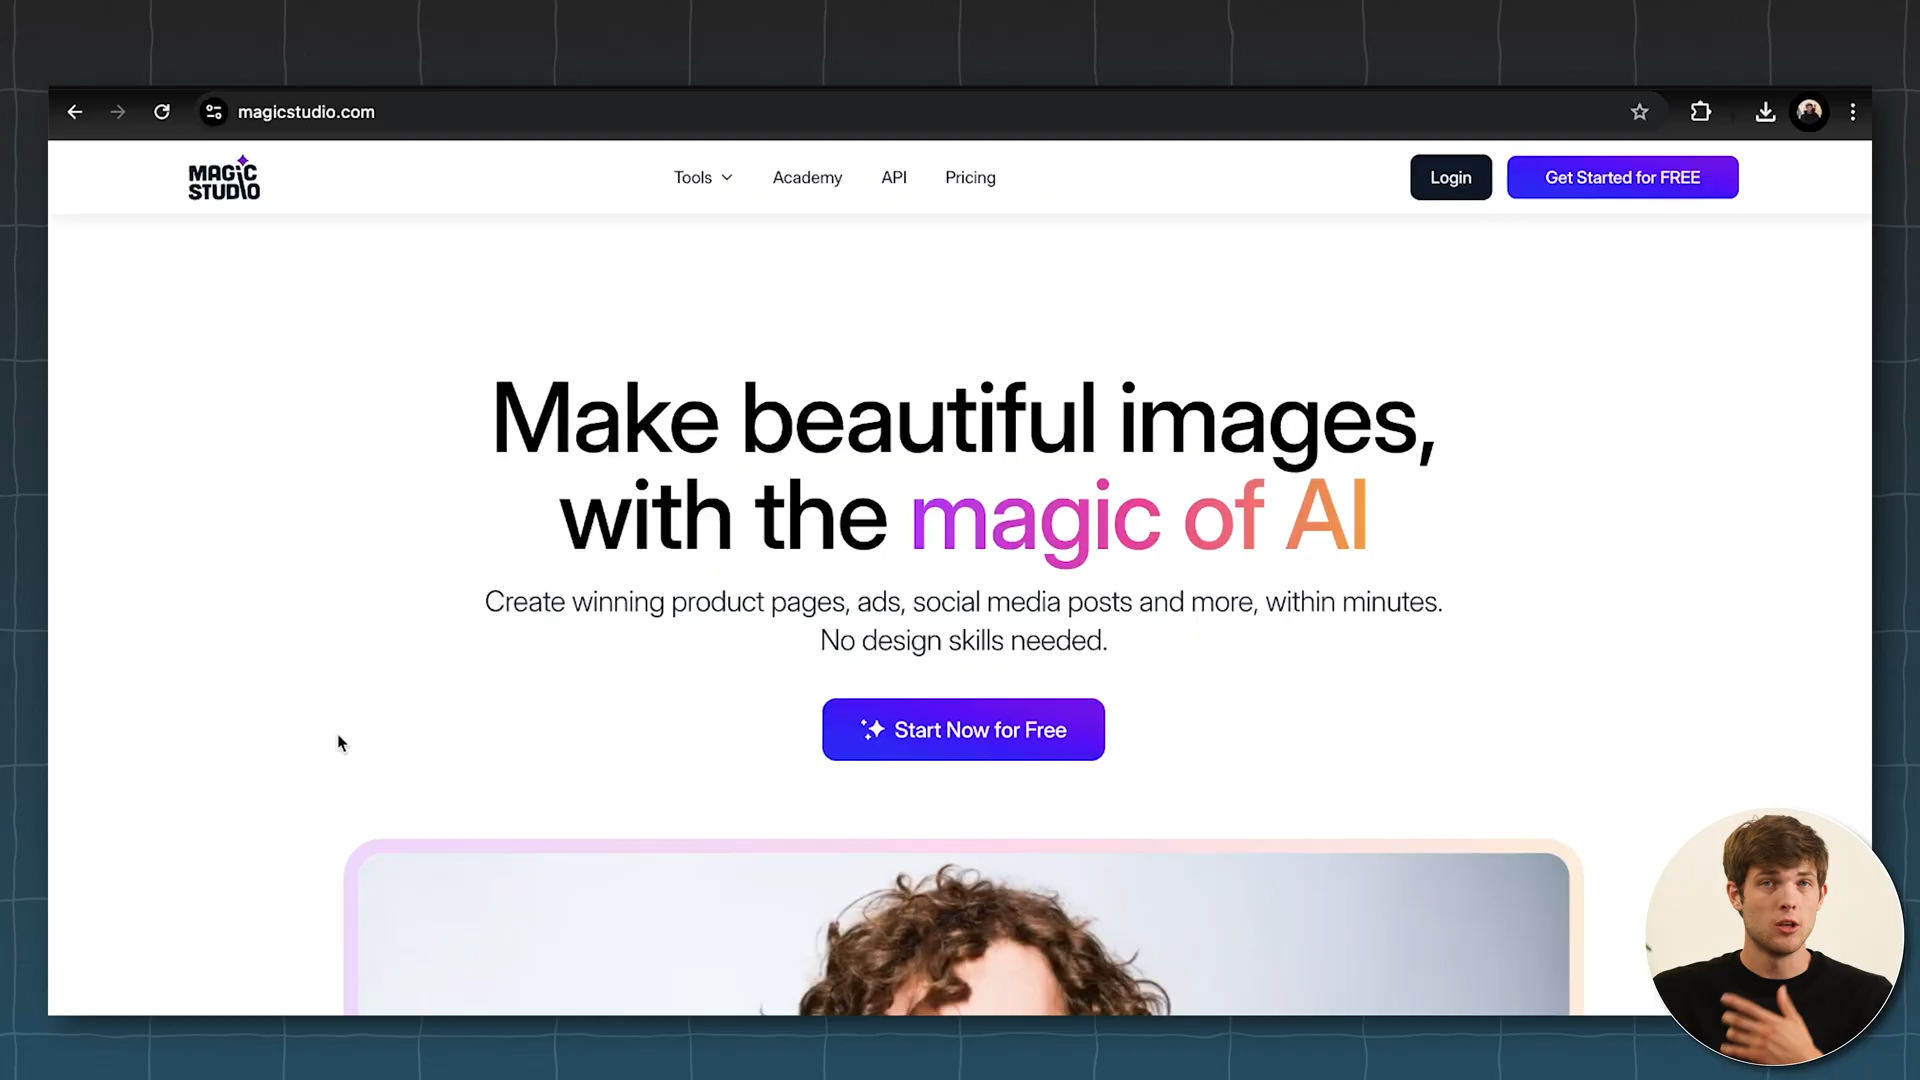 magicstudio.com
MAGIC
STUDIO
Tools
Academy
API
Pricing
Login
Get Started for FREE
Make beautiful images,
with the magic of AI
Create winning product pages, ads, social media posts and more, within minutes.
No design skills needed.
Start Now for Free